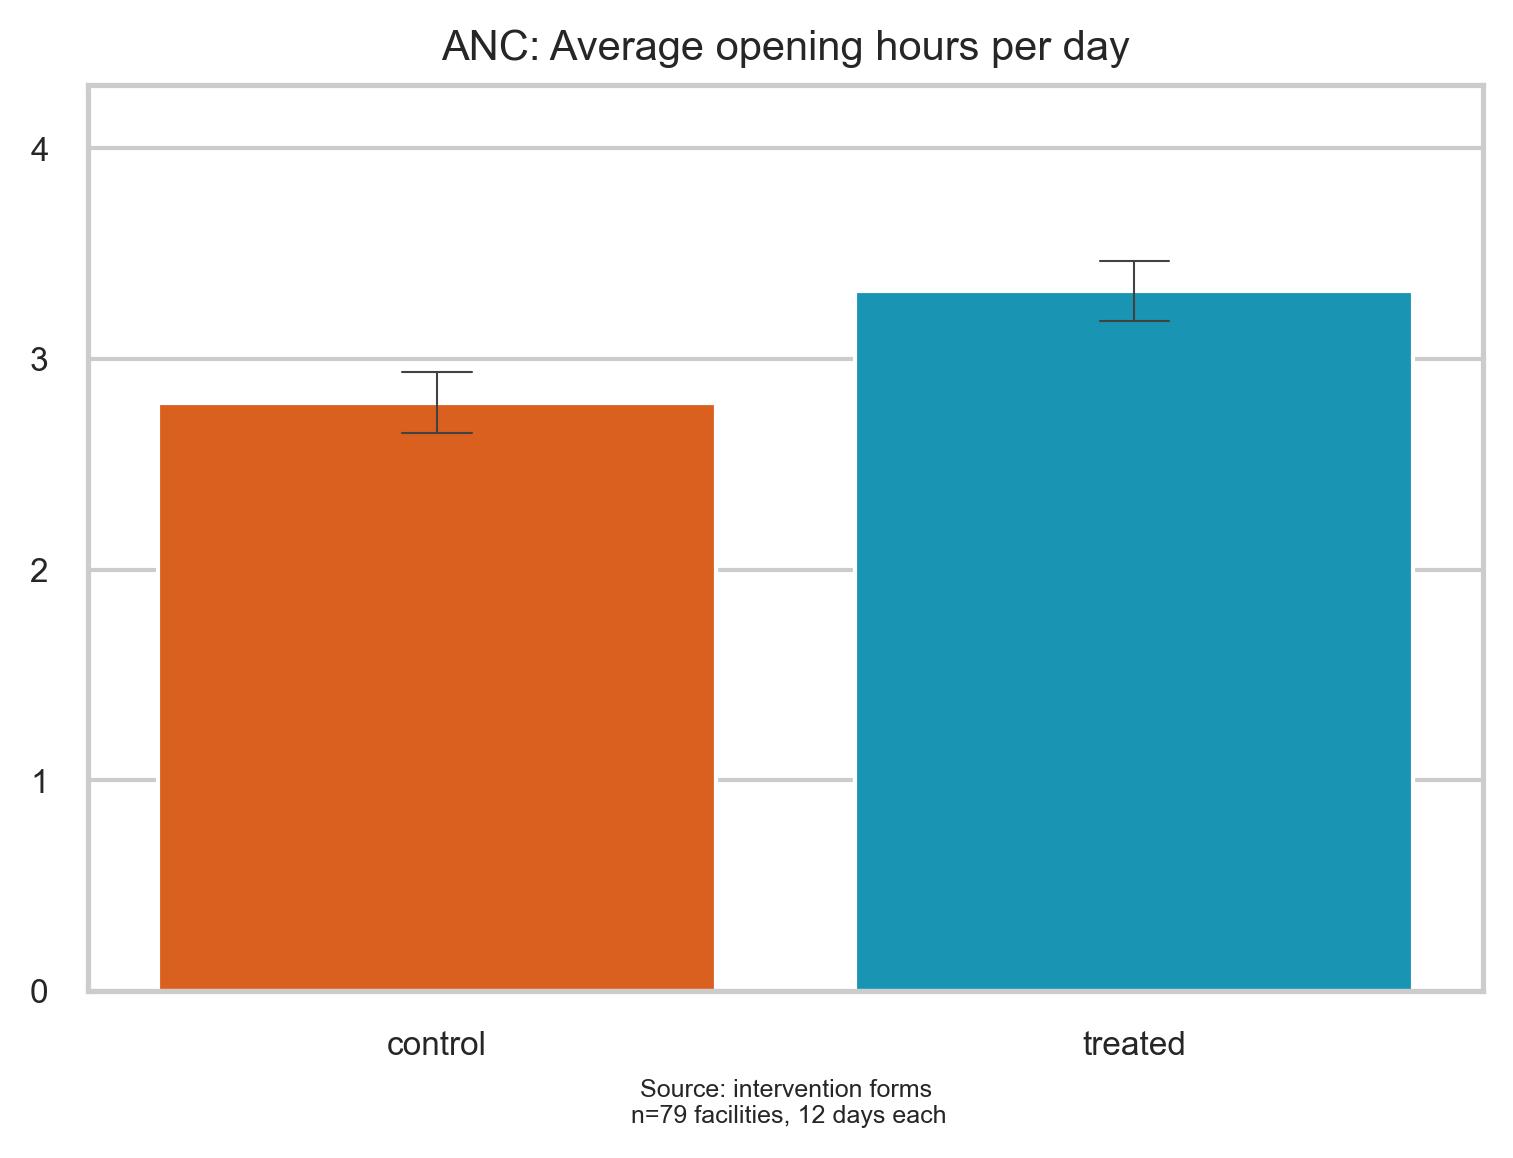 ANC: Average opening hours per day
4
3
2
1
0
control treated
Source: intervention forms
n=79 facilities, 12 days each